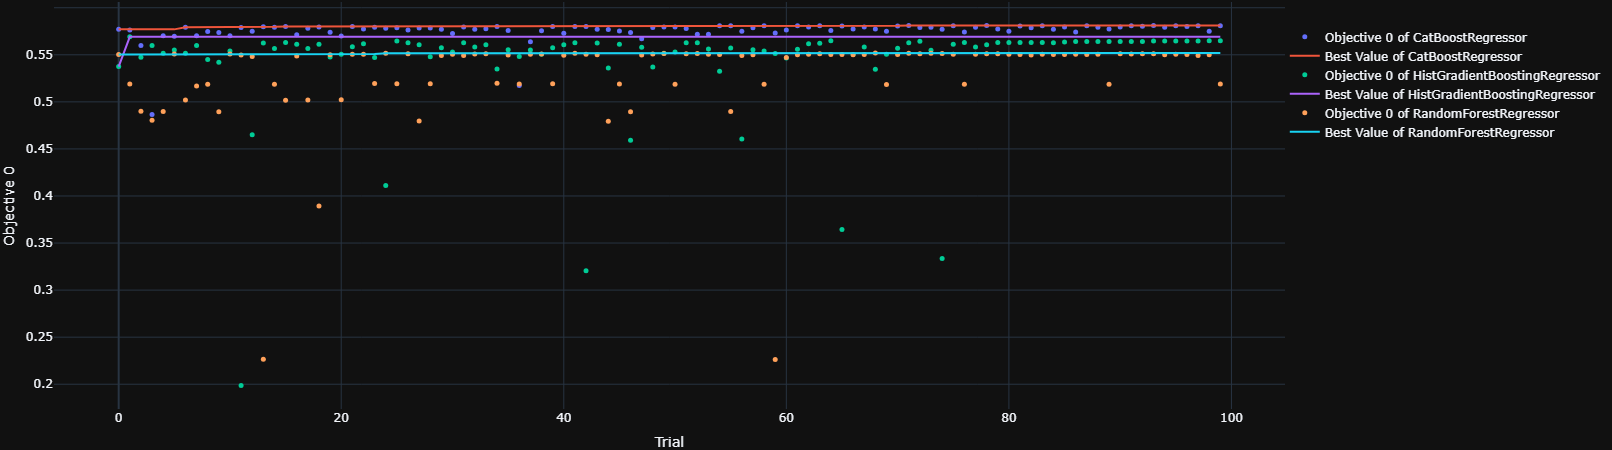 Objective 0
0.55
0.5
0.45
0.4
0.35
0.3
0.25
0.2
0
20
40
60
80
100
Trial
Objective 0 of CatBoostRegressor
Best Value of CatBoostRegressor
Objective 0 of HistGradientBoostingRegressor
Best Value of HistGradientBoostingRegressor
Objective 0 of RandomForestRegressor
Best Value of RandomForestRegressor